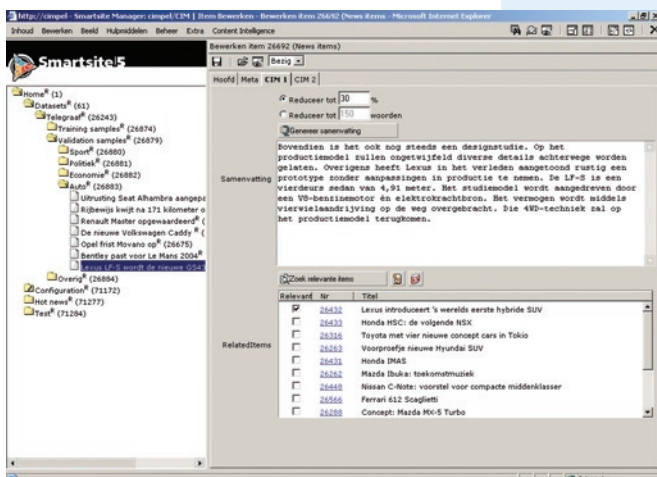 http://cimpel - Smartsite Manager: cimpel/CIM | Item Bewerken - Bewerken item 26692 (News items) - Microsoft Internet Explorer
Inhoud Bewerken Beeld Hulpmiddelen Beheer Extra Content Intelligence
Smartsite 5
Home R (1)
Datasets R (61)
Telegraaf R (26243)
Training samples R (26874)
Validation samples R (26879)
Sport R (26880)
Politiek R (26881)
Economie R (26882)
Auto R (26883)
Uitrusting Seat Alhambra aangepa
Rijbewijs kwijt na 171 kilometer o
Renault Master opgewaardeerd R (
De nieuwe Volkswagen Caddy R (
Opel frist Movano op R (26675)
Bentley past voor Le Mans 2004 R
Lexus LF-S wordt de nieuwe GS43
Overig R (26884)
Configuration R (71172)
Hot news R (71277)
Test R (71284)
Bewerken item 26692 (News items)
Bezig
Hoofd Meta CIM 1 CIM 2
Reduceer tot 30 %
Reduceer tot 150 woorden
Genereer samenvatting
Samenvatting
Bovendien is het ook nog steeds een designstudie. Op het
productiemodel zullen ongetwijfeld diverse details achterwege worden
gelaten. Overigens heeft Lexus in het verleden aangetoond rustig een
prototype zonder aanpassingen in productie te nemen. De LF-S is een
vierdeurs sedan van 4,91 meter. Het studiemodel wordt aangedreven door
een V8-benzinemotor én elektrokrachtbron. Het vermogen wordt middels
vierwielaandrijving op de weg overgebracht. Die 4WD-techniek zal op
het productiemodel terugkomen.
Zoek relevante items
RelatedItems
Relevant Nr Titel
26432 Lexus introduceert 's werelds eerste hybride SUV
26433 Honda HSC: de volgende NSX
26316 Toyota met vier nieuwe concept cars in Tokio
26263 Voorproefje nieuwe Hyundai SUV
26431 Honda IMAS
26262 Mazda Ibuka: toekomstmuziek
26448 Nissan C-Note: voorstel voor compacte middenklasser
26566 Ferrari 612 Scaglietti
26288 Concept: Mazda MX-5 Turbo